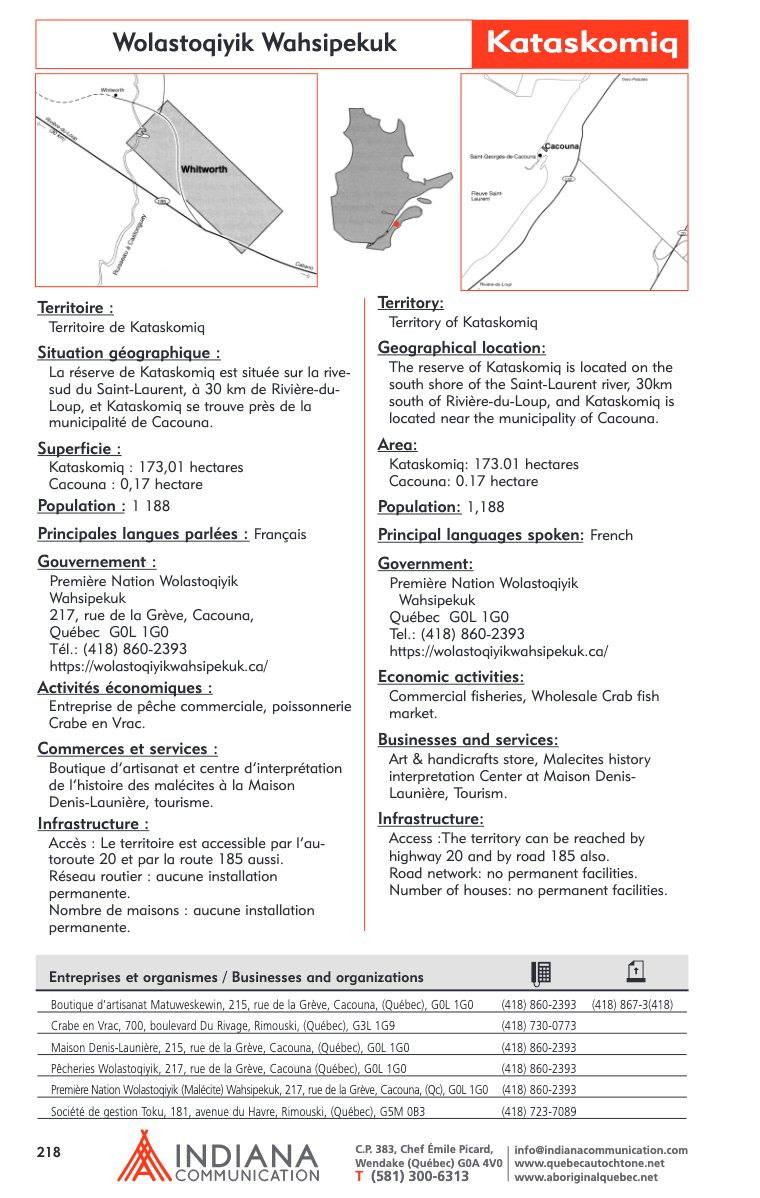 Wolastoqiyik Wahsipekuk
Kataskomiq
Whitworth
Rivière-du-Loup
(30 km)
Whitworth
185
Ruisseau à Castonguay
Cabano
Trois-Pistoles
Cacouna
Saint-Georges-de-Cacouna
Fleuve Saint-
Laurent
Rivière-du-Loup
Territoire :
Territoire de Kataskomiq
Situation géographique :
La réserve de Kataskomiq est située sur la rive-
sud du Saint-Laurent, à 30 km de Rivière-du-
Loup, et Kataskomiq se trouve près de la
municipalité de Cacouna.
Superficie :
Kataskomiq : 173,01 hectares
Cacouna : 0,17 hectare
Population : 1 188
Principales langues parlées : Français
Gouvernement :
Première Nation Wolastoqiyik
Wahsipekuk
217, rue de la Grève, Cacouna,
Québec  G0L 1G0
Tél.: (418) 860-2393
https://wolastoqiyikwahsipekuk.ca/
Activités économiques :
Entreprise de pêche commerciale, poissonnerie
Crabe en Vrac.
Commerces et services :
Boutique d’artisanat et centre d’interprétation
de l’histoire des malécites à la Maison
Denis-Launière, tourisme.
Infrastructure :
Accès : Le territoire est accessible par l’au-
toroute 20 et par la route 185 aussi.
Réseau routier : aucune installation
permanente.
Nombre de maisons : aucune installation
permanente.
Territory:
Territory of Kataskomiq
Geographical location:
The reserve of Kataskomiq is located on the
south shore of the Saint-Laurent river, 30km
south of Rivière-du-Loup, and Kataskomiq is
located near the municipality of Cacouna.
Area:
Kataskomiq: 173.01 hectares
Cacouna: 0.17 hectare
Population: 1,188
Principal languages spoken: French
Government:
Première Nation Wolastoqiyik
Wahsipekuk
Québec  G0L 1G0
Tel.: (418) 860-2393
https://wolastoqiyikwahsipekuk.ca/
Economic activities:
Commercial fisheries, Wholesale Crab fish
market.
Businesses and services:
Art & handicrafts store, Malecites history
interpretation Center at Maison Denis-
Launière, Tourism.
Infrastructure:
Access :The territory can be reached by
highway 20 and by road 185 also.
Road network: no permanent facilities.
Number of houses: no permanent facilities.
Entreprises et organismes / Businesses and organizations
Boutique d’artisanat Matuweskewin, 215, rue de la Grève, Cacouna, (Québec), G0L 1G0 (418) 860-2393 (418) 867-3(418)
Crabe en Vrac, 700, boulevard Du Rivage, Rimouski, (Québec), G3L 1G9 (418) 730-0773
Maison Denis-Launière, 215, rue de la Grève, Cacouna, (Québec), G0L 1G0 (418) 860-2393
Pêcheries Wolastoqiyik, 217, rue de la Grève, Cacouna (Québec), G0L 1G0 (418) 860-2393
Première Nation Wolastoqiyik (Malécite) Wahsipekuk, 217, rue de la Grève, Cacouna, (Qc), G0L 1G0 (418) 860-2393
Société de gestion Toku, 181, avenue du Havre, Rimouski, (Québec), G5M 0B3 (418) 723-7089
218
INDIANA
COMMUNICATION
C.P. 383, Chef Émile Picard,
Wendake (Québec) G0A 4V0
T (581) 300-6313
info@indianacommunication.com
www.quebecautochtone.net
www.aboriginalquebec.net